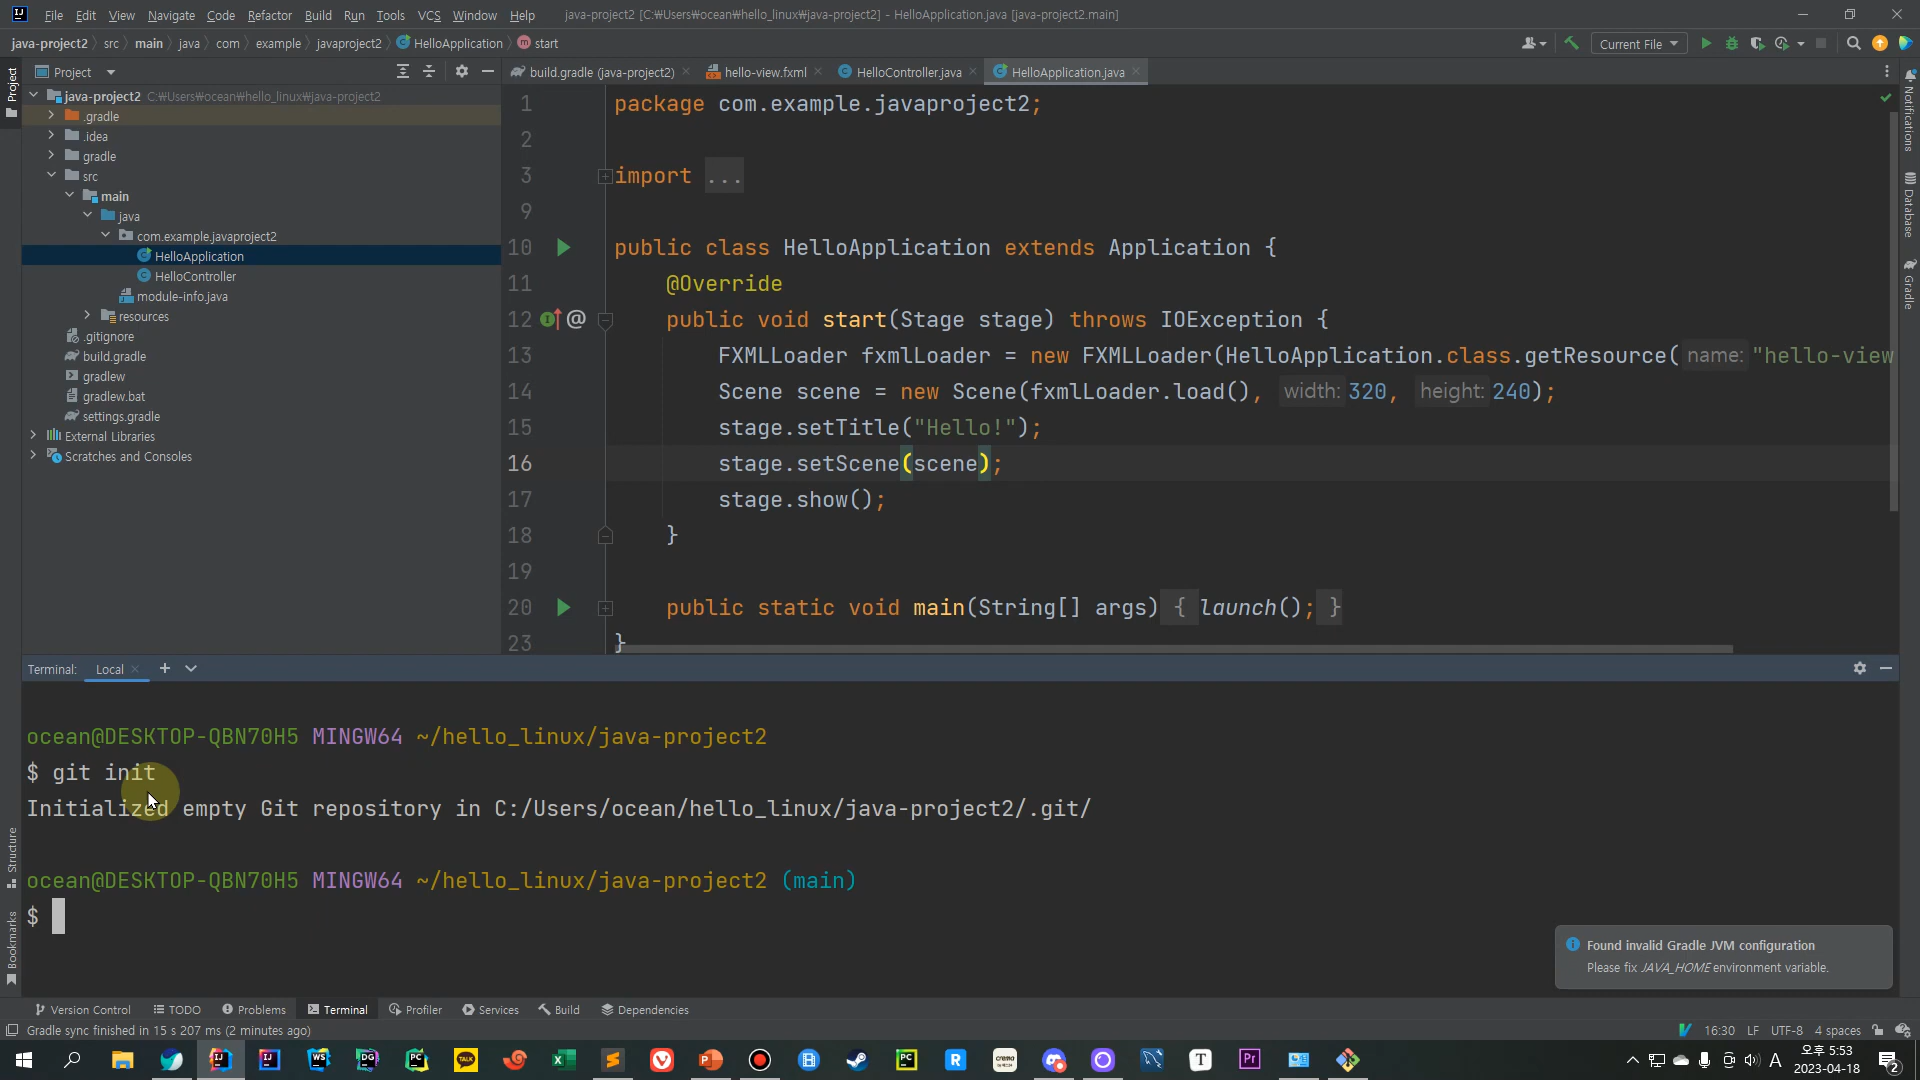 File Edit View Navigate Code Refactor Build Run Tools VCS Window Help java-project2 [C:₩Users₩ocean₩hello_linux₩java-project2] - HelloApplication.java [java-project2.main]
java-project2 src main java com example javaproject2 HelloApplication start
Current File
Project
build.gradle (java-project2) hello-view.fxml HelloController.java HelloApplication.java
java-project2 C:₩Users₩ocean₩hello_linux₩java-project2
.gradle
.idea
gradle
src
main
java
com.example.javaproject2
HelloApplication
HelloController
module-info.java
resources
.gitignore
build.gradle
gradlew
gradlew.bat
settings.gradle
External Libraries
Scratches and Consoles
1 package com.example.javaproject2;
2
3 import ...
9
10 public class HelloApplication extends Application {
11 @Override
12 @ public void start(Stage stage) throws IOException {
13 FXMLLoader fxmlLoader = new FXMLLoader(HelloApplication.class.getResource( name: "hello-view
14 Scene scene = new Scene(fxmlLoader.load(), width: 320, height: 240);
15 stage.setTitle("Hello!");
16 stage.setScene(scene);
17 stage.show();
18 }
19
20 public static void main(String[] args) { launch(); }
23 }
Project
Structure
Bookmarks
Notifications
Database
Gradle
Terminal: Local
ocean@DESKTOP-QBN70H5 MINGW64 ~/hello_linux/java-project2
$ git init
Initialized empty Git repository in C:/Users/ocean/hello_linux/java-project2/.git/
ocean@DESKTOP-QBN70H5 MINGW64 ~/hello_linux/java-project2 (main)
$
Found invalid Gradle JVM configuration
Please fix JAVA_HOME environment variable.
Version Control TODO Problems Terminal Profiler Services Build Dependencies
Gradle sync finished in 15 s 207 ms (2 minutes ago) 16:30 LF UTF-8 4 spaces
A 오후 5:53
2023-04-18
2